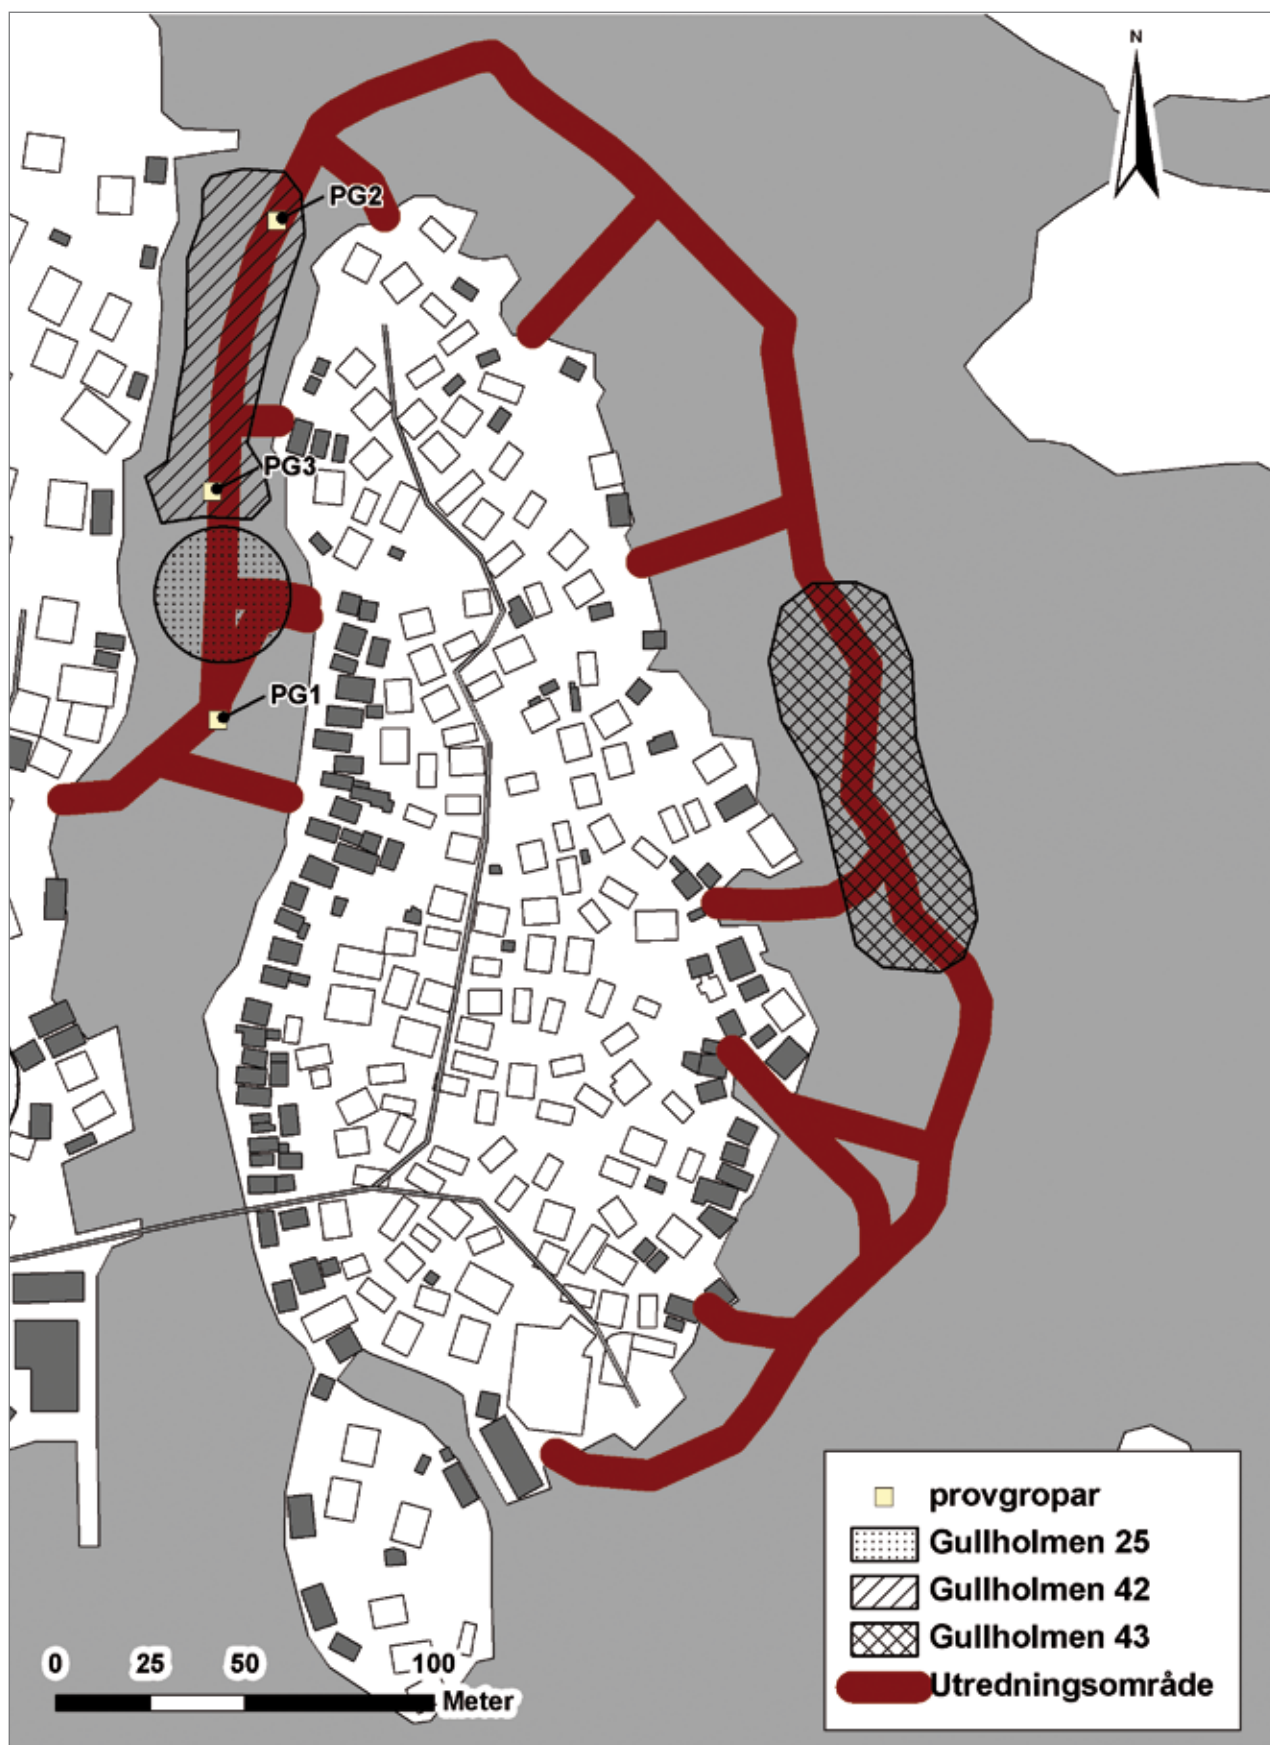 N
PG2
PG3
PG1
provgropar
Gullholmen 25
Gullholmen 42
Gullholmen 43
Utredningsområde
0 25 50 100
Meter